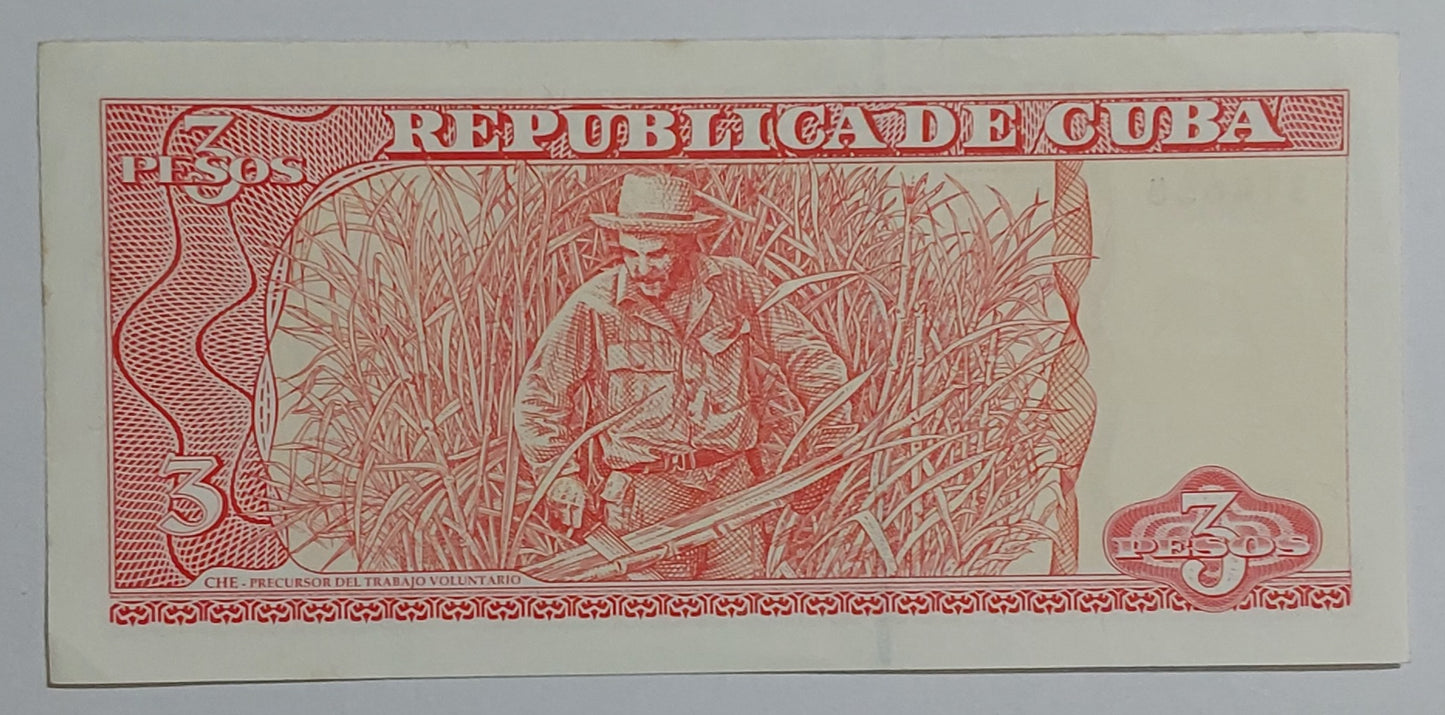 REPUBLICA DE CUBA
3
PESOS
3
3
PESOS
CHE - PRECURSOR DEL TRABAJO VOLUNTARIO